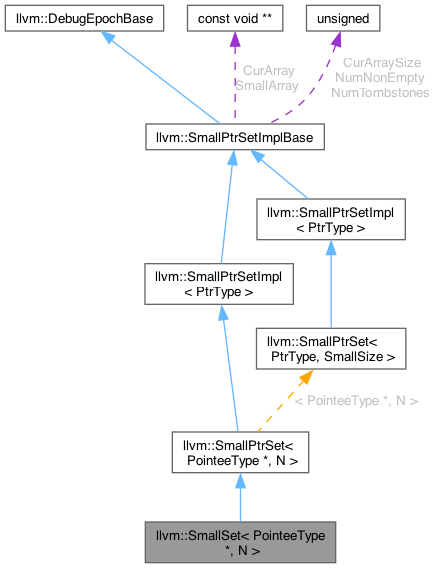 llvm::DebugEpochBase
const void **
unsigned
CurArray
SmallArray
CurArraySize
NumNonEmpty
NumTombstones
llvm::SmallPtrSetImplBase
llvm::SmallPtrSetImpl
< PtrType >
llvm::SmallPtrSetImpl
< PtrType >
llvm::SmallPtrSet<
PtrType, SmallSize >
< PointeeType *, N >
llvm::SmallPtrSet<
PointeeType *, N >
llvm::SmallSet< PointeeType
*, N >